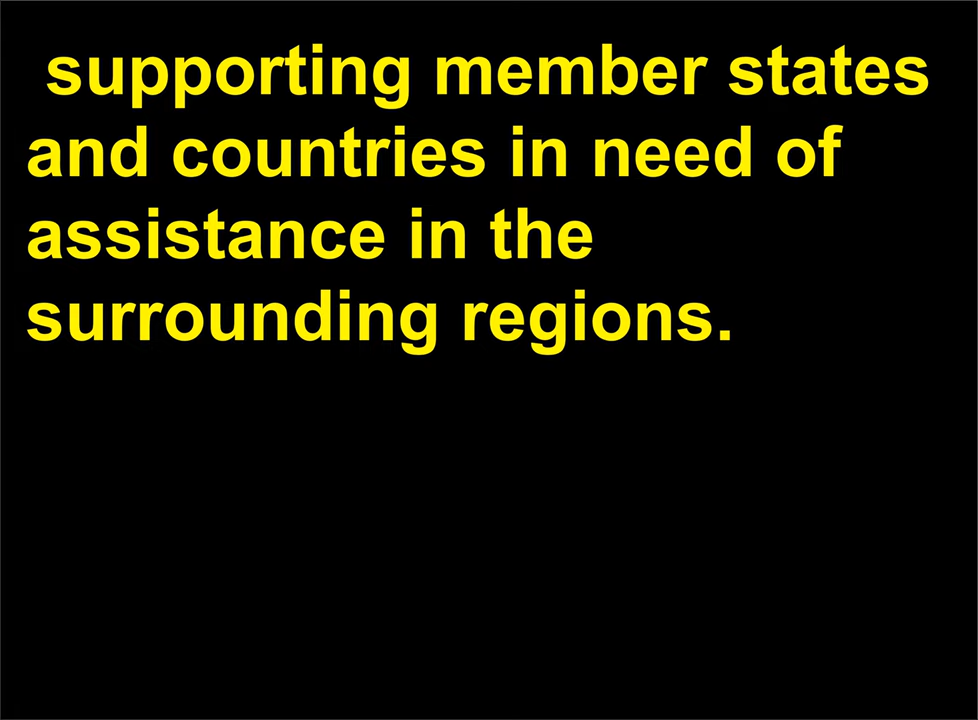 supporting member states
and countries in need of
assistance in the
surrounding regions.